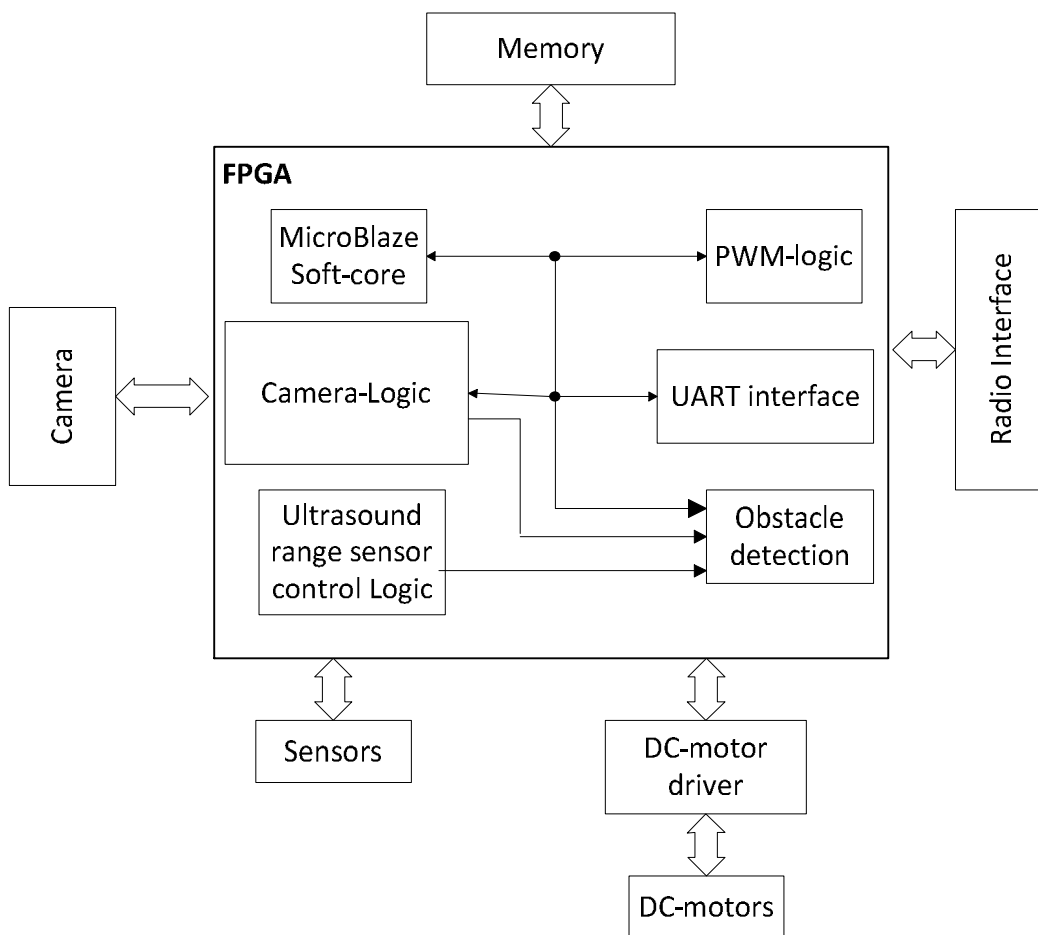 Memory
FPGA
MicroBlaze
Soft-core
PWM-logic
Camera
Camera-Logic
UART interface
Radio Interface
Ultrasound
range sensor
control Logic
Obstacle
detection
Sensors
DC-motor
driver
DC-motors